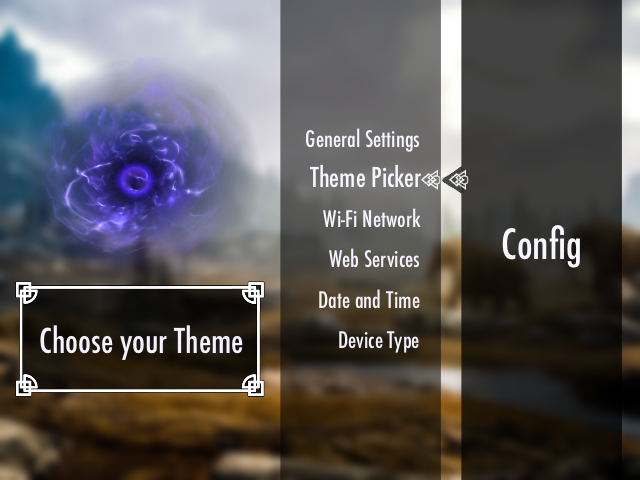 General Settings
Theme Picker
Wi-Fi Network
Web Services
Date and Time
Device Type
Config
Choose your Theme